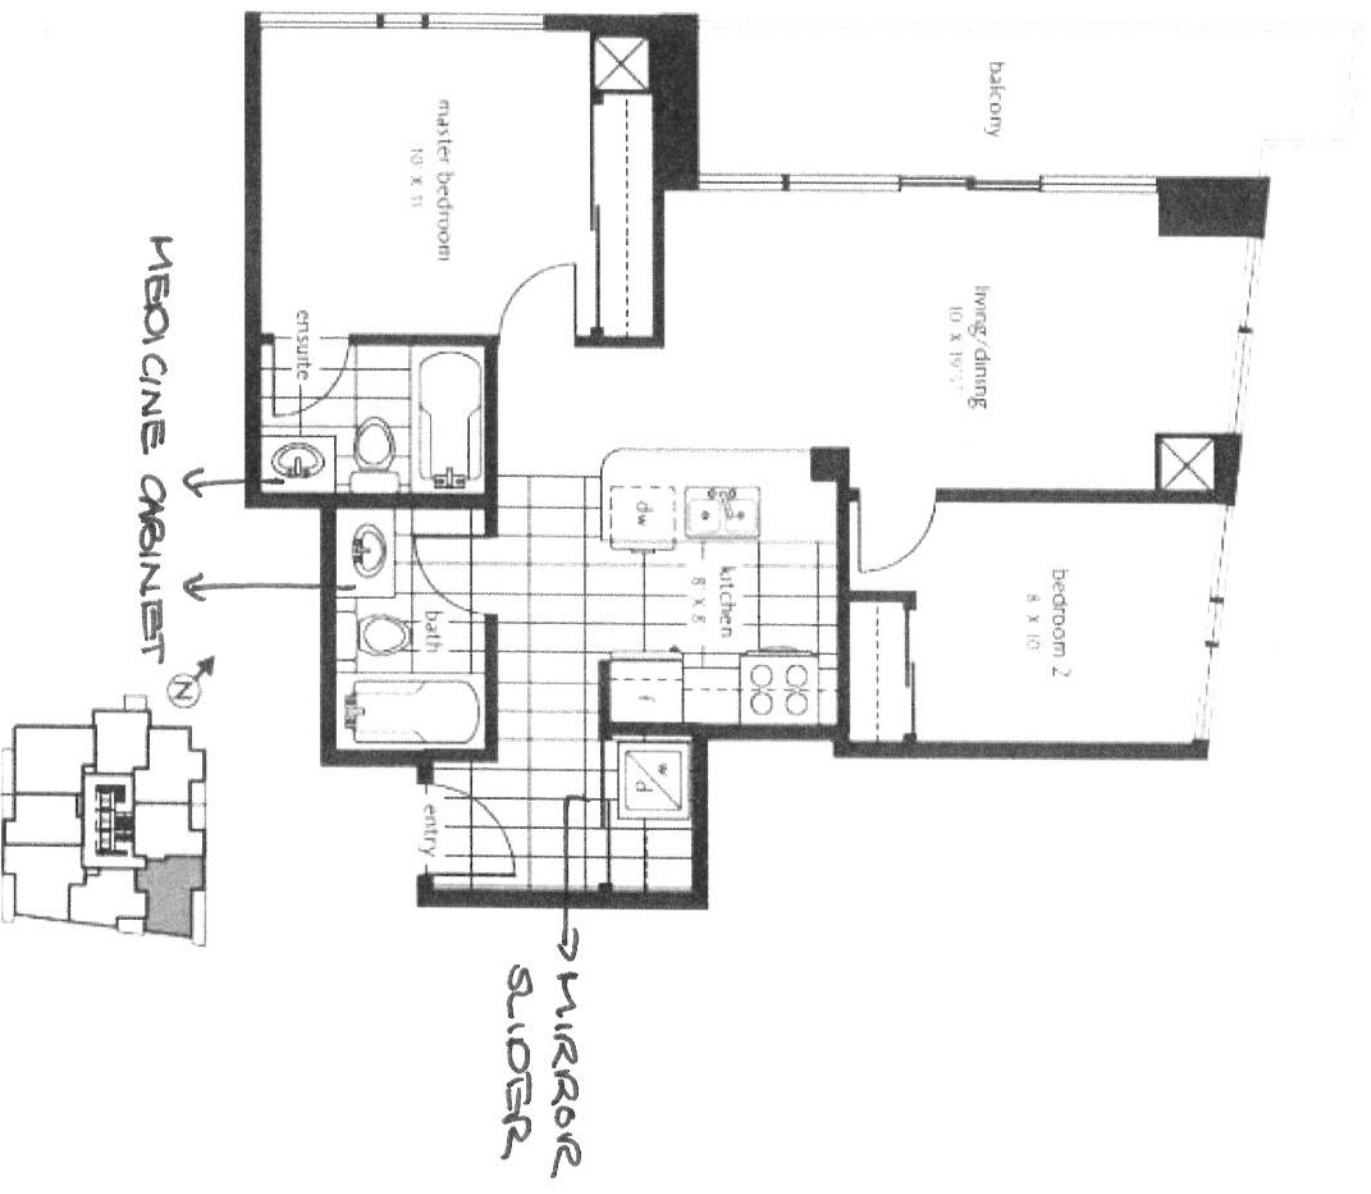 balcony
master bedroom
10' X 11'
living/dining
ensuite
bedroom 2
8' X 10'
kitchen
8' X 8'
dw
f
bath
w
d
entry
MEDICINE CABINET
N
MIRROR
SLIDER